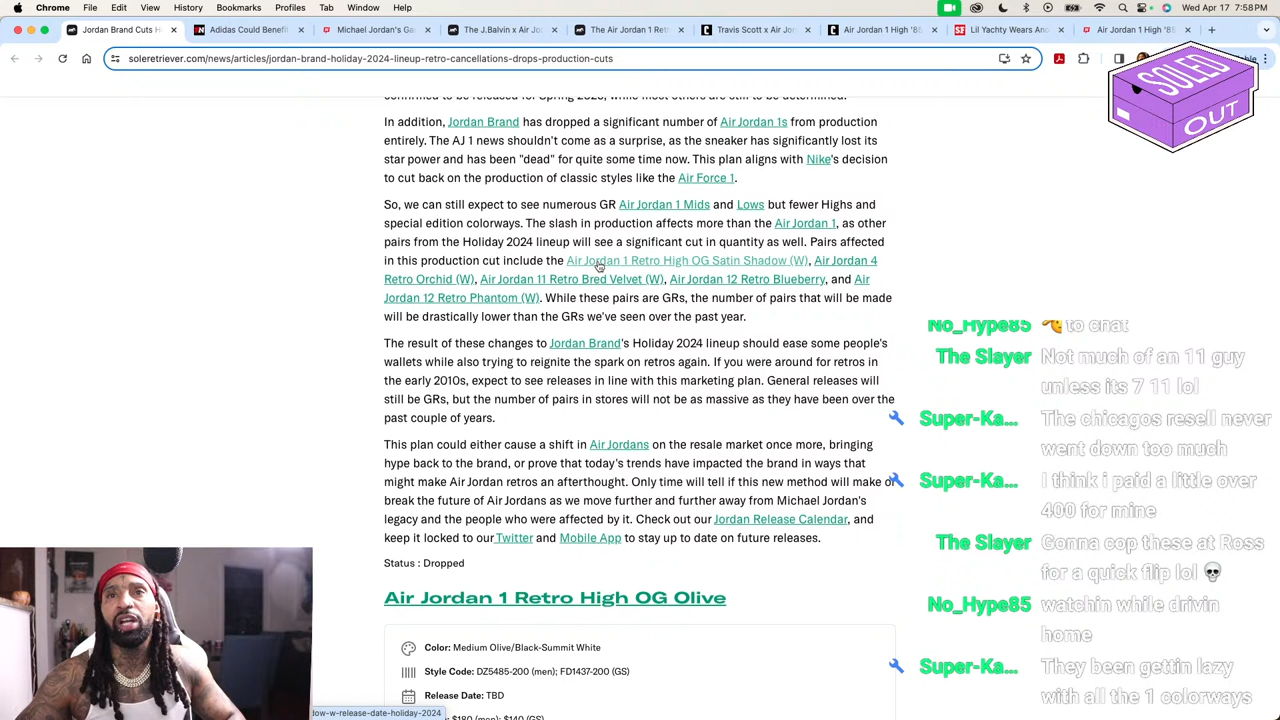 Chrome File Edit View History Bookmarks Profiles Tab Window Help Wed Apr 17 7:58 PM
Jordan Brand Cuts H Adidas Could Benefit Michael Jordan's Ga The J.Balvin x Air Jo The Air Jordan 1 Retr Travis Scott x Air Jor Air Jordan 1 High '85 Lil Yachty Wears An Air Jordan 1 High '85
soleretriever.com/news/articles/jordan-brand-holiday-2024-lineup-retro-cancellations-drops-production-cuts
SOLES
OUT
In addition, Jordan Brand has dropped a significant number of Air Jordan 1s from production
entirely. The AJ 1 news shouldn't come as a surprise, as the sneaker has significantly lost its
star power and has been "dead" for quite some time now. This plan aligns with Nike's decision
to cut back on the production of classic styles like the Air Force 1.
So, we can still expect to see numerous GR Air Jordan 1 Mids and Lows but fewer Highs and
special edition colorways. The slash in production affects more than the Air Jordan 1, as other
pairs from the Holiday 2024 lineup will see a significant cut in quantity as well. Pairs affected
in this production cut include the Air Jordan 1 Retro High OG Satin Shadow (W), Air Jordan 4
Retro Orchid (W), Air Jordan 11 Retro Bred Velvet (W), Air Jordan 12 Retro Blueberry, and Air
Jordan 12 Retro Phantom (W). While these pairs are GRs, the number of pairs that will be made
will be drastically lower than the GRs we've seen over the past year.
The result of these changes to Jordan Brand's Holiday 2024 lineup should ease some people's
wallets while also trying to reignite the spark on retros again. If you were around for retros in
the early 2010s, expect to see releases in line with this marketing plan. General releases will
still be GRs, but the number of pairs in stores will not be as massive as they have been over the
past couple of years.
This plan could either cause a shift in Air Jordans on the resale market once more, bringing
hype back to the brand, or prove that today's trends have impacted the brand in ways that
might make Air Jordan retros an afterthought. Only time will tell if this new method will make or
break the future of Air Jordans as we move further and further away from Michael Jordan's
legacy and the people who were affected by it. Check out our Jordan Release Calendar, and
keep it locked to our Twitter and Mobile App to stay up to date on future releases.
Status : Dropped
Air Jordan 1 Retro High OG Olive
Color: Medium Olive/Black-Summit White
Style Code: DZ5485-200 (men); FD1437-200 (GS)
Release Date: TBD
$180 (men); $140 (GS)
dow-w-release-date-holiday-2024
No_Hype85 🫡 to chat
The Slayer Not much of an 11 guy
unless its 7 11 lol
Super-Ka... The chicagos resell never
went down too much
Super-Ka... I think i paid a little over
400 for mine
The Slayer Gonna cop these at Ross
for a quick flip lol 💀
No_Hype85 watchin while drivin
home
Super-Ka... They been gettin lazy
with all the 1 colorways